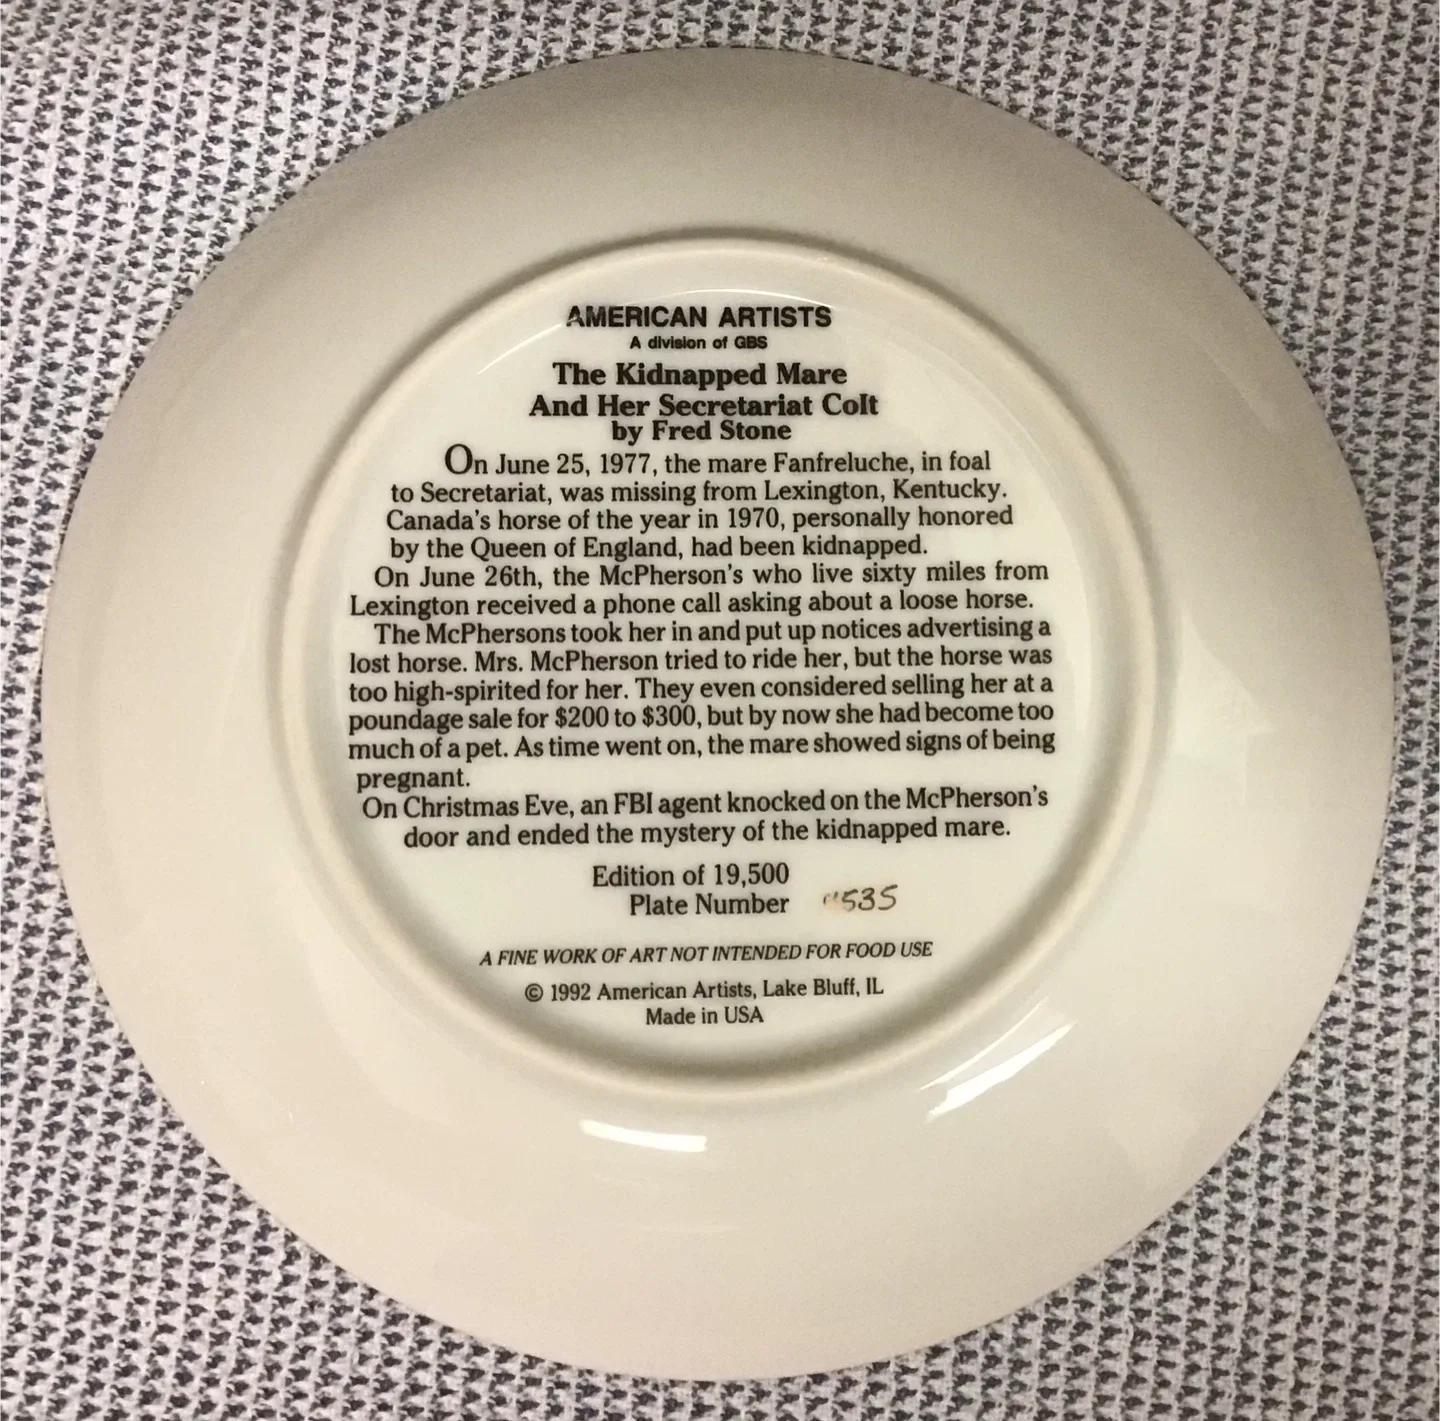 AMERICAN ARTISTS
A division of GBS
The Kidnapped Mare
And Her Secretariat Colt
by Fred Stone
On June 25, 1977, the mare Fanfreluche, in foal
to Secretariat, was missing from Lexington, Kentucky.
Canada's horse of the year in 1970, personally honored
by the Queen of England, had been kidnapped.
On June 26th, the McPherson's who live sixty miles from
Lexington received a phone call asking about a loose horse.
The McPhersons took her in and put up notices advertising a
lost horse. Mrs. McPherson tried to ride her, but the horse was
too high-spirited for her. They even considered selling her at a
poundage sale for $200 to $300, but by now she had become too
much of a pet. As time went on, the mare showed signs of being
pregnant.
On Christmas Eve, an FBI agent knocked on the McPherson's
door and ended the mystery of the kidnapped mare.
Edition of 19,500
Plate Number
A FINE WORK OF ART NOT INTENDED FOR FOOD USE
© 1992 American Artists, Lake Bluff, IL
Made in USA